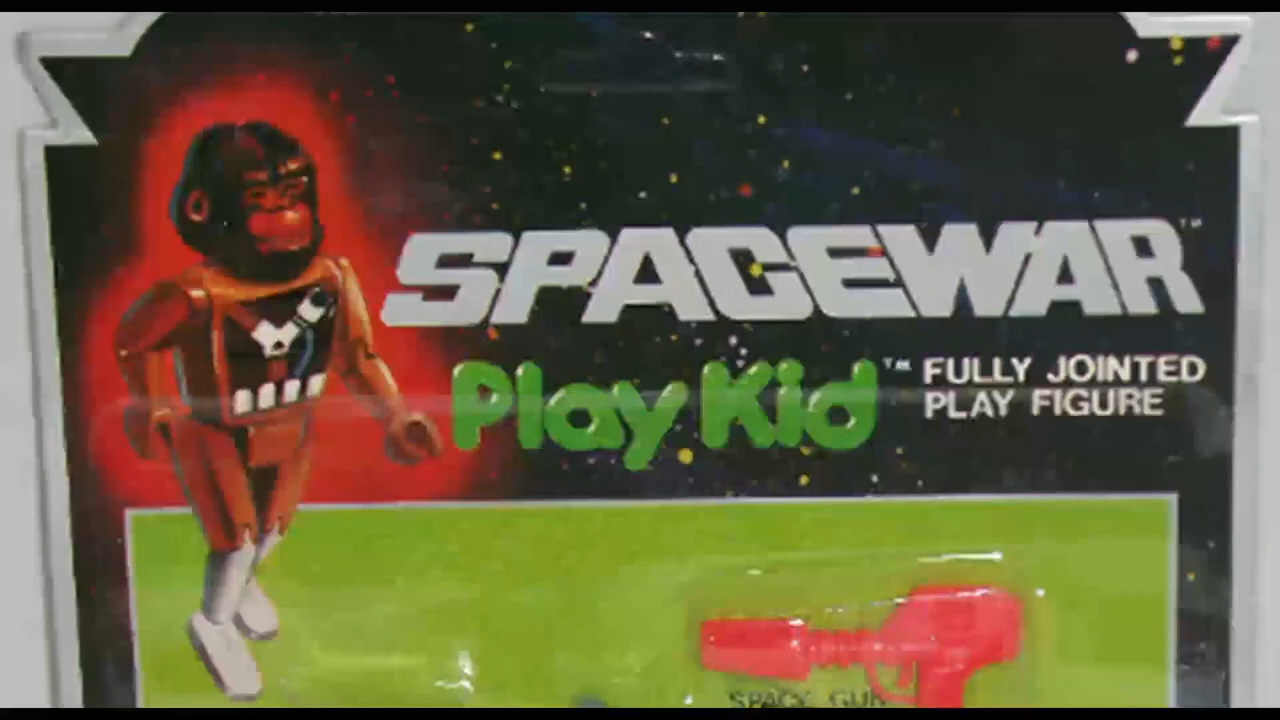 SPACEWAR™
Play Kid™
FULLY JOINTED
PLAY FIGURE
SPACE GUN